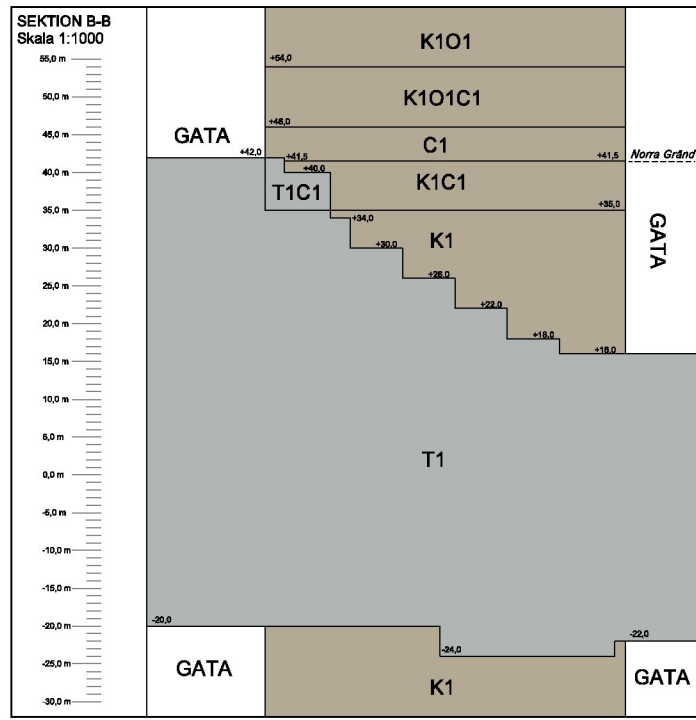 SEKTION B-B
Skala 1:1000
55,0 m
50,0 m
45,0 m
40,0 m
35,0 m
30,0 m
25,0 m
20,0 m
15,0 m
10,0 m
5,0 m
0,0 m
-5,0 m
-10,0 m
-15,0 m
-20,0 m
-25,0 m
-30,0 m
K1O1
+54,0
K1O1C1
+46,0
GATA
C1
+42,0
+41,5
+41,5
Norra Gränd
+40,0
K1C1
T1C1
+35,0
+34,0
K1
GATA
+30,0
+26,0
+22,0
+18,0
+16,0
T1
-20,0
-22,0
-24,0
GATA
K1
GATA